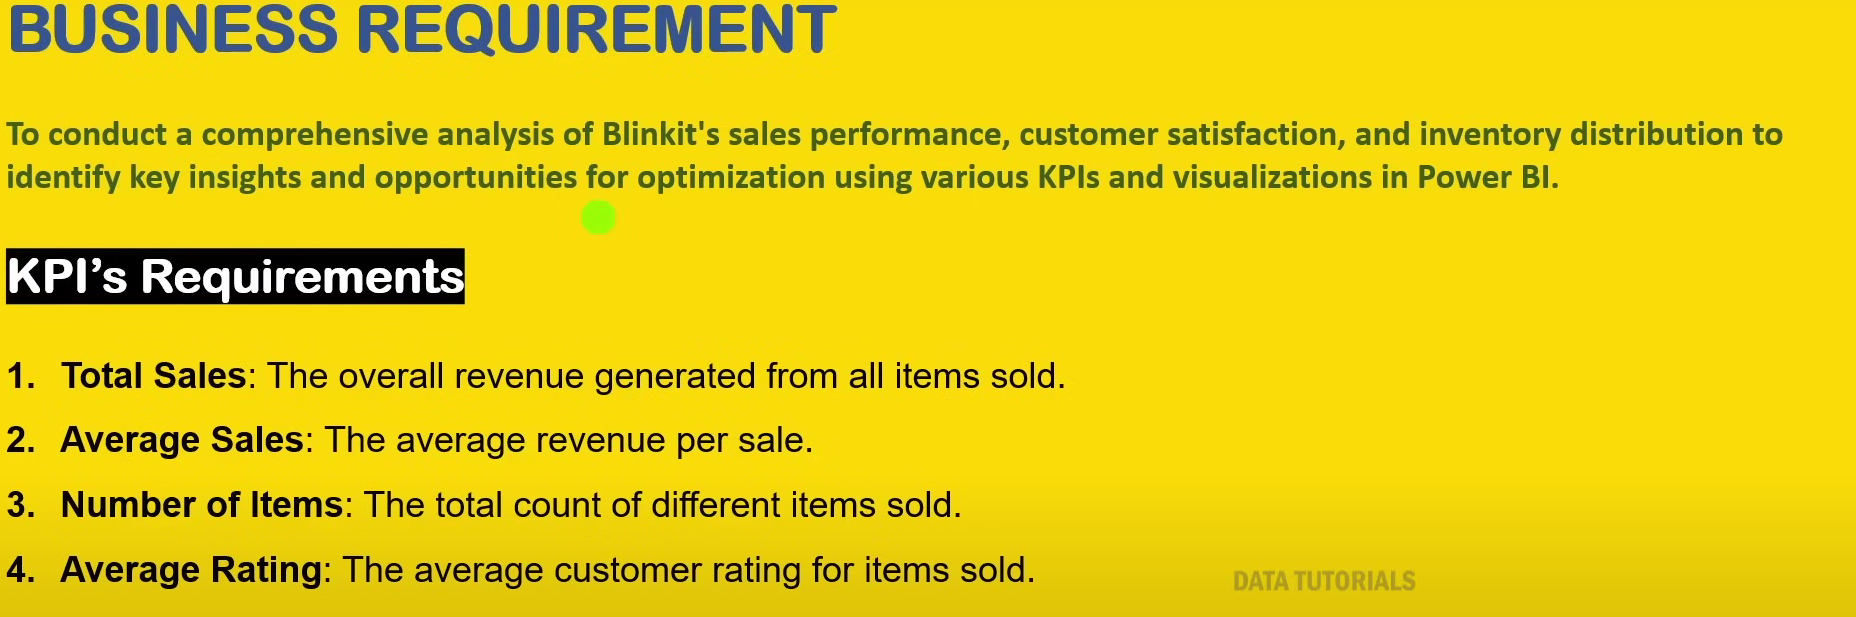 BUSINESS REQUIREMENT
To conduct a comprehensive analysis of Blinkit's sales performance, customer satisfaction, and inventory distribution to
identify key insights and opportunities for optimization using various KPIs and visualizations in Power BI.
KPI’s Requirements
1. Total Sales: The overall revenue generated from all items sold.
2. Average Sales: The average revenue per sale.
3. Number of Items: The total count of different items sold.
4. Average Rating: The average customer rating for items sold.
DATA TUTORIALS